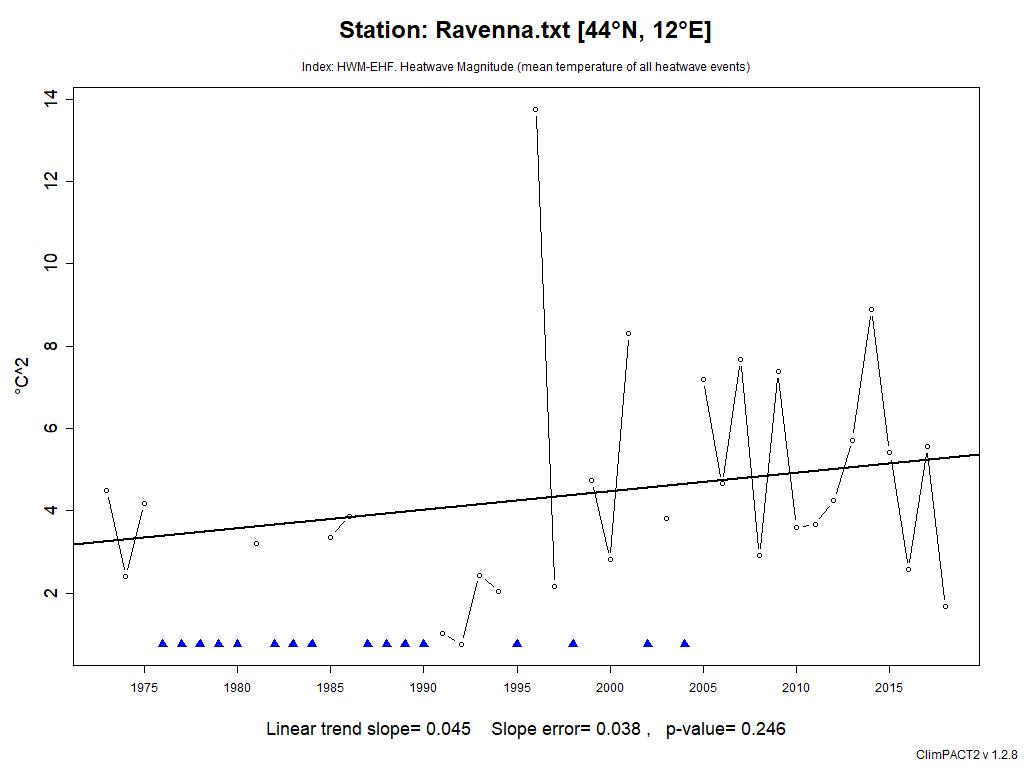 Station: Ravenna.txt [44°N, 12°E]
Index: HWM-EHF. Heatwave Magnitude (mean temperature of all heatwave events)
14
12
10
8
6
4
2
°C^2
1975 1980 1985 1990 1995 2000 2005 2010 2015
Linear trend slope= 0.045 Slope error= 0.038 , p-value= 0.246
ClimPACT2 v 1.2.8